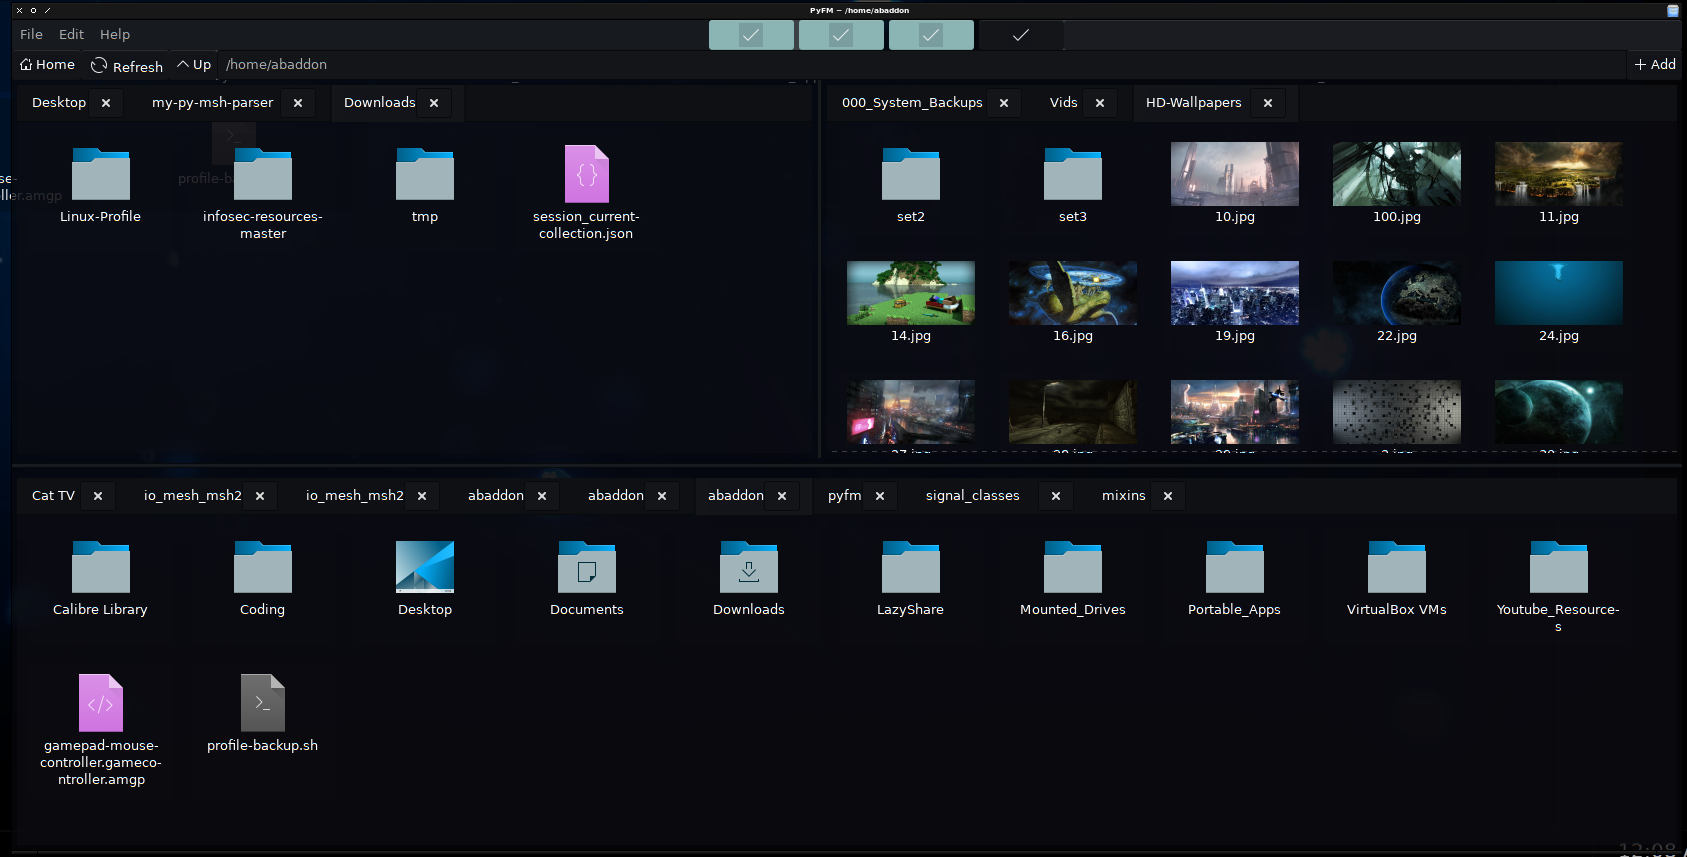 PyFM ~ /home/abaddon
File Edit Help
Home Refresh Up /home/abaddon Add
Desktop my-py-msh-parser Downloads
000_System_Backups Vids HD-Wallpapers
Linux-Profile
infosec-resources-
master
tmp
session_current-
collection.json
set2 set3 10.jpg 100.jpg 11.jpg
14.jpg 16.jpg 19.jpg 22.jpg 24.jpg
Cat TV io_mesh_msh2 io_mesh_msh2 abaddon abaddon abaddon pyfm signal_classes mixins
Calibre Library Coding Desktop Documents Downloads LazyShare Mounted_Drives Portable_Apps VirtualBox VMs Youtube_Resource-
s
gamepad-mouse-
controller.gameco-
ntroller.amgp
profile-backup.sh